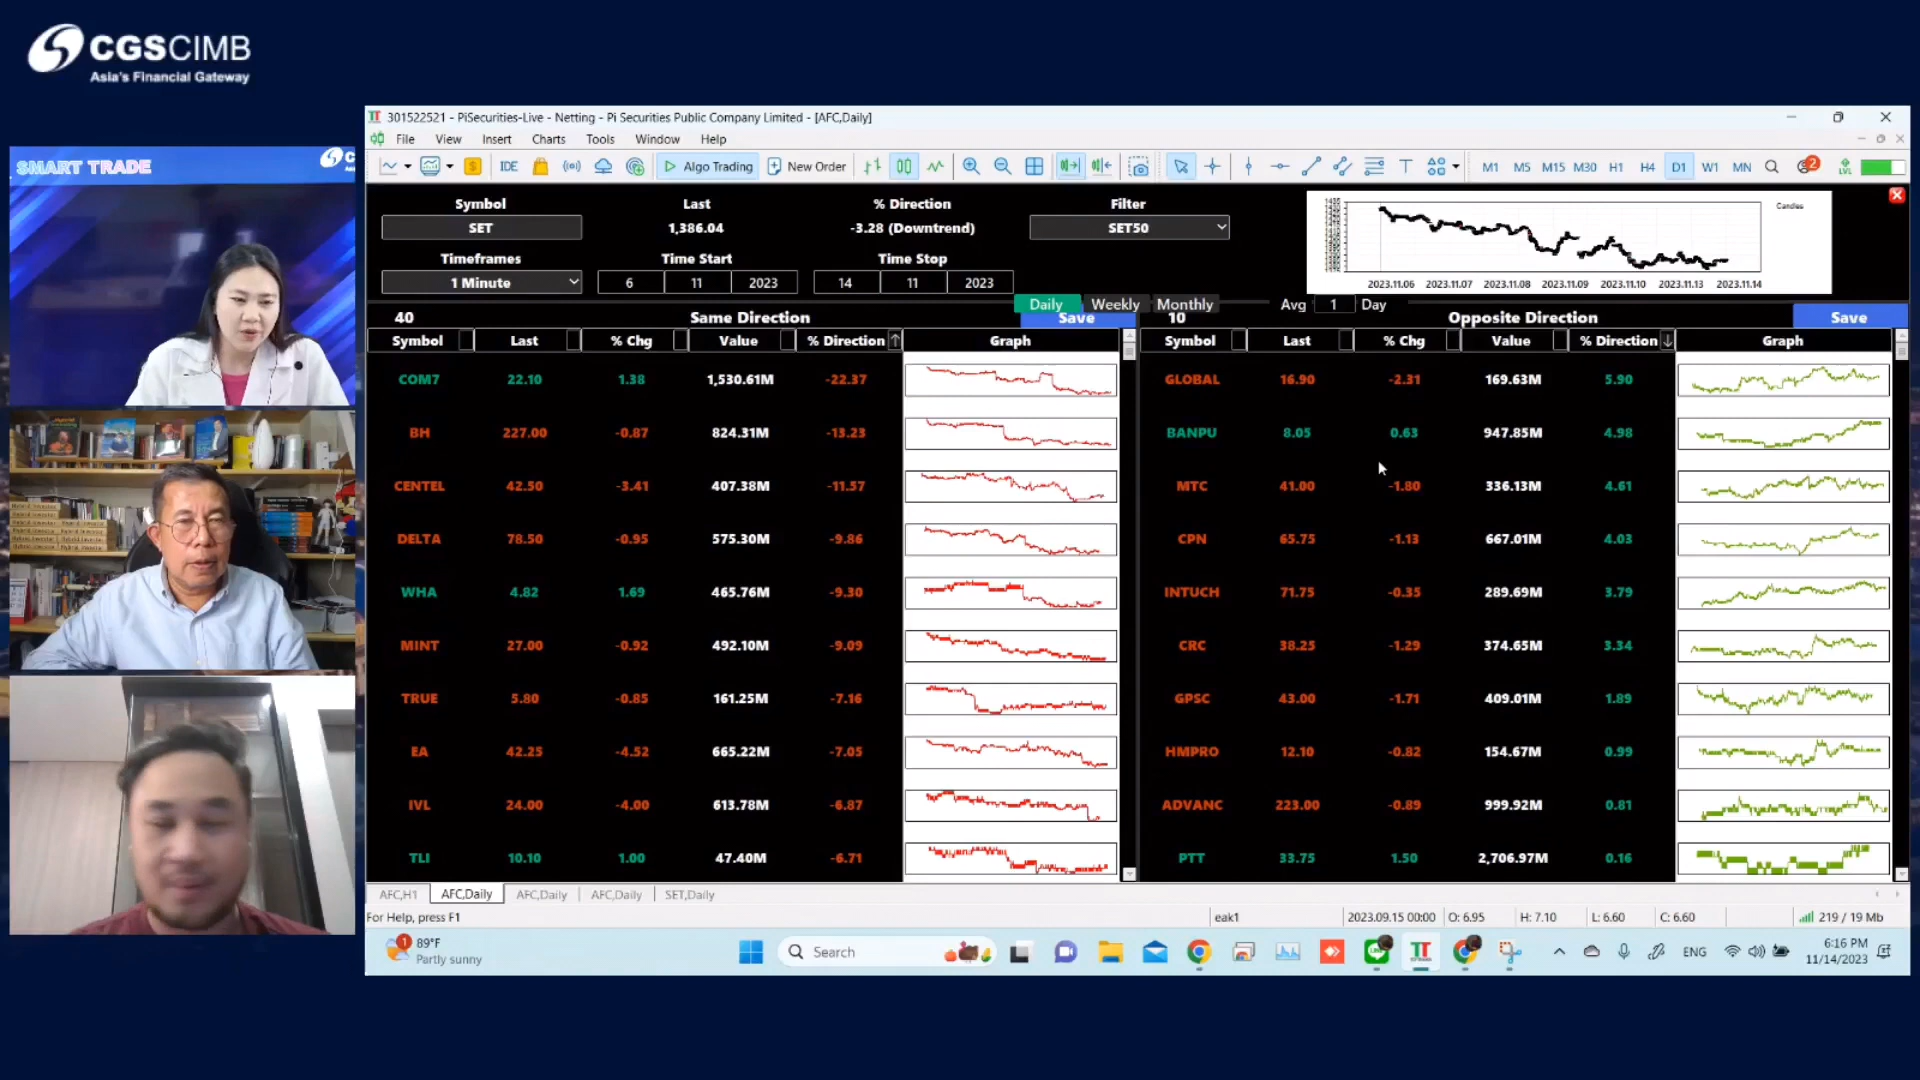 CGSCIMB
Asia's Financial Gateway
SMART TRADE
301522521 - PiSecurities-Live - Netting - Pi Securities Public Company Limited - [AFC,Daily]
File View Insert Charts Tools Window Help
IDE Algo Trading New Order M1 M5 M15 M30 H1 H4 D1 W1 MN 2
Symbol Last % Direction Filter
SET 1,386.04 -3.28 (Downtrend) SET50
Timeframes Time Start Time Stop
1 Minute 6 11 2023 14 11 2023
Candles
2023.11.06 2023.11.07 2023.11.08 2023.11.09 2023.11.10 2023.11.13 2023.11.14
Daily Weekly Monthly Avg 1 Day
40 Same Direction Save 10 Opposite Direction Save
Symbol Last % Chg Value % Direction Graph Symbol Last % Chg Value % Direction Graph
COM7 22.10 1.38 1,530.61M -22.37 GLOBAL 16.90 -2.31 169.63M 5.90
BH 227.00 -0.87 824.31M -13.23 BANPU 8.05 0.63 947.85M 4.98
CENTEL 42.50 -3.41 407.38M -11.57 MTC 41.00 -1.80 336.13M 4.61
DELTA 78.50 -0.95 575.30M -9.86 CPN 65.75 -1.13 667.01M 4.03
WHA 4.82 1.69 465.76M -9.30 INTUCH 71.75 -0.35 289.69M 3.79
MINT 27.00 -0.92 492.10M -9.09 CRC 38.25 -1.29 374.65M 3.34
TRUE 5.80 -0.85 161.25M -7.16 GPSC 43.00 -1.71 409.01M 1.89
EA 42.25 -4.52 665.22M -7.05 HMPRO 12.10 -0.82 154.67M 0.99
IVL 24.00 -4.00 613.78M -6.87 ADVANC 223.00 -0.89 999.92M 0.81
TLI 10.10 1.00 47.40M -6.71 PTT 33.75 1.50 2,706.97M 0.16
AFC,H1 AFC,Daily AFC,Daily AFC,Daily SET,Daily
For Help, press F1 eak1 2023.09.15 00:00 O: 6.95 H: 7.10 L: 6.60 C: 6.60 219 / 19 Mb
1 89°F
Partly sunny
Search
ENG
6:16 PM
11/14/2023